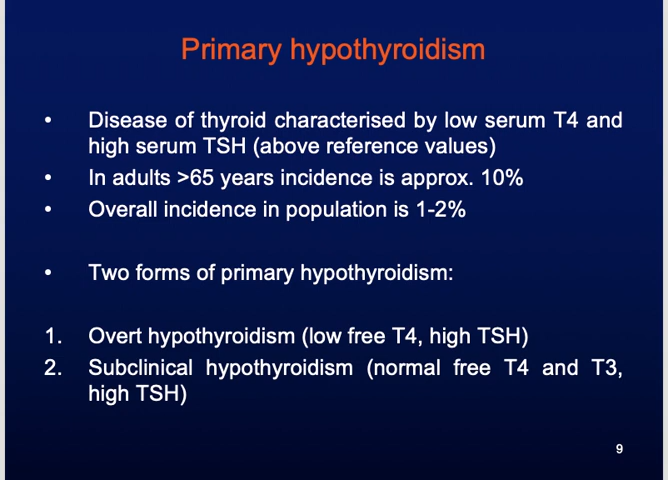 Primary hypothyroidism
• Disease of thyroid characterised by low serum T4 and
high serum TSH (above reference values)
• In adults >65 years incidence is approx. 10%
• Overall incidence in population is 1-2%
• Two forms of primary hypothyroidism:
1. Overt hypothyroidism (low free T4, high TSH)
2. Subclinical hypothyroidism (normal free T4 and T3,
high TSH)
9